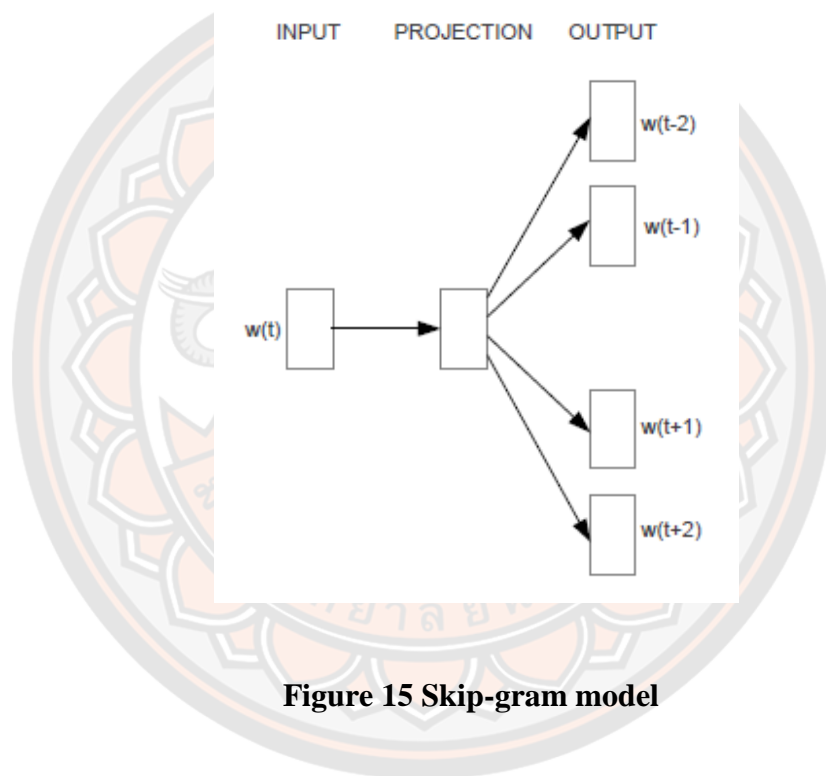 INPUT PROJECTION OUTPUT
w(t-2)
w(t-1)
w(t)
w(t+1)
w(t+2)
Figure 15 Skip-gram model